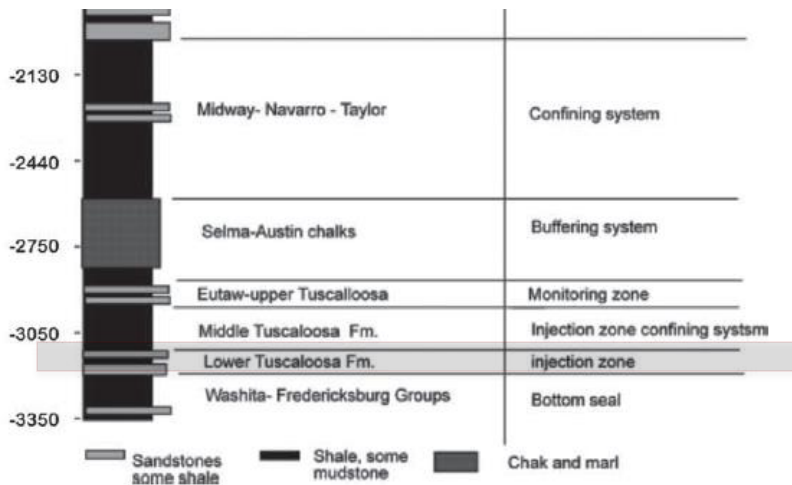 -2130
Midway- Navarro - Taylor
Confining system
-2440
Selma-Austin chalks
Buffering system
-2750
Eutaw-upper Tuscalloosa
Monitoring zone
-3050
Middle Tuscaloosa Fm.
Injection zone confining systsm
Lower Tuscaloosa Fm.
injection zone
Washita- Fredericksburg Groups
Bottom seal
-3350
Sandstones
some shale
Shale, some
mudstone
Chak and marl